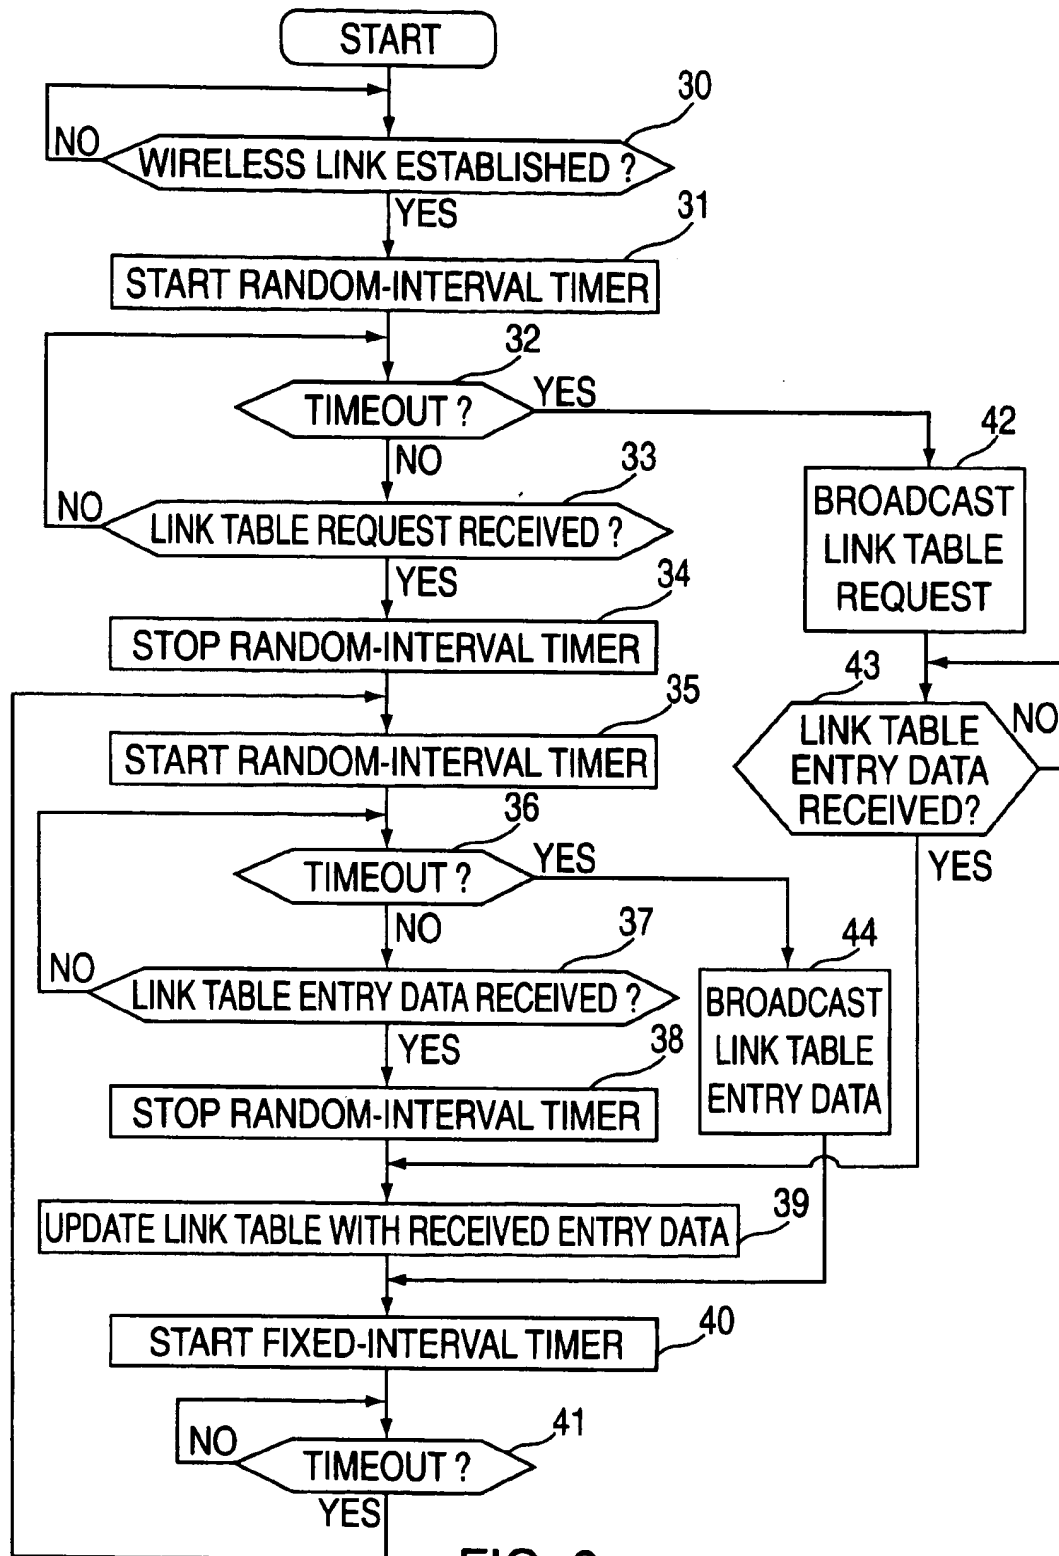 START
30
NO
WIRELESS LINK ESTABLISHED ?
YES
31
START RANDOM-INTERVAL TIMER
32
TIMEOUT ?
YES
NO
33
NO
LINK TABLE REQUEST RECEIVED ?
YES
34
STOP RANDOM-INTERVAL TIMER
35
START RANDOM-INTERVAL TIMER
36
TIMEOUT ?
YES
NO
37
NO
LINK TABLE ENTRY DATA RECEIVED ?
YES
38
STOP RANDOM-INTERVAL TIMER
39
UPDATE LINK TABLE WITH RECEIVED ENTRY DATA
40
START FIXED-INTERVAL TIMER
41
NO
TIMEOUT ?
YES
42
BROADCAST
LINK TABLE
REQUEST
43
LINK TABLE
ENTRY DATA
RECEIVED?
NO
YES
44
BROADCAST
LINK TABLE
ENTRY DATA